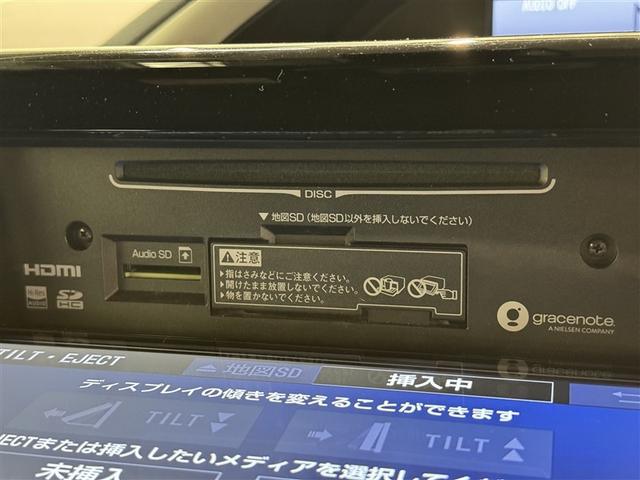 AUDIO OFF
DISC
▼ 地図SD (地図SD以外を挿入しないでください)
Audio SD
⚠注意
▶指はさみなどにご注意ください。
▶開けたまま放置しないでください。
▶物を置かないでください。
HDMI
Hi-Res AUDIO
SD HC
gracenote.
A NIELSEN COMPANY
TILT・EJECT
地図SD
挿入中
ディスプレイの傾きを変えることができます
TILT
TILT
EJECTまたは挿入したいメディアを選択してくだ
未挿入